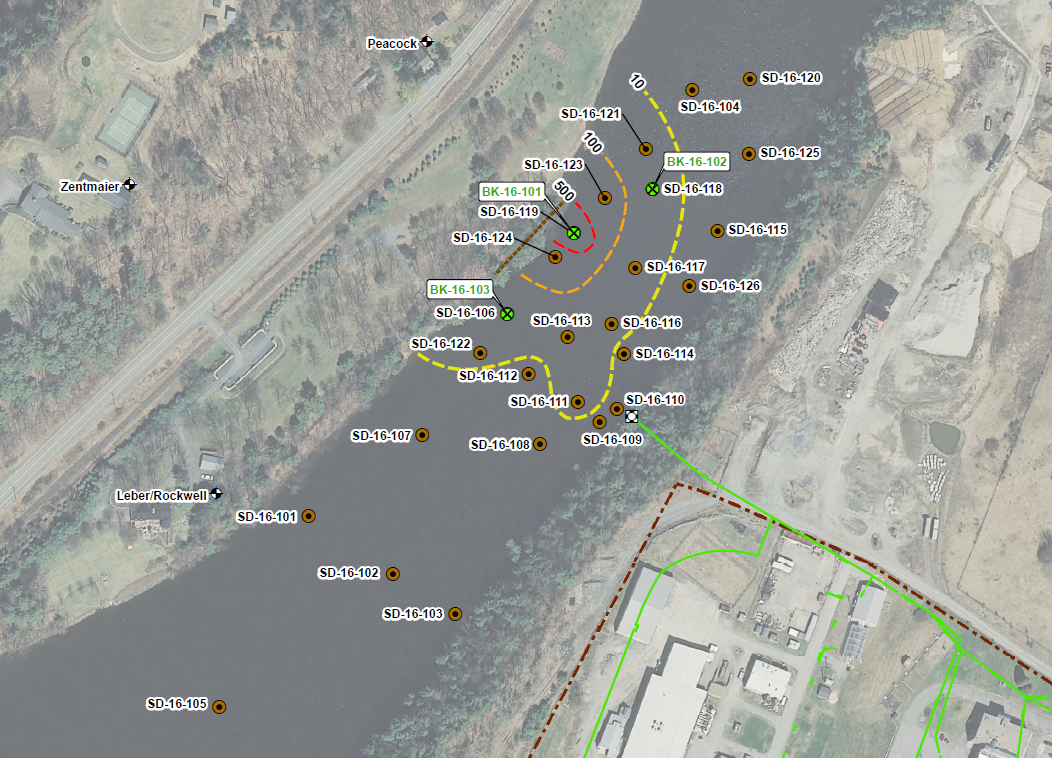 Peacock
10
SD-16-120
SD-16-104
SD-16-121
100
SD-16-125
SD-16-123
BK-16-102
Zentmaier
BK-16-101
500
SD-16-118
SD-16-119
SD-16-115
SD-16-124
SD-16-117
SD-16-126
BK-16-103
SD-16-106
SD-16-113
SD-16-116
SD-16-122
SD-16-114
SD-16-112
SD-16-111
SD-16-110
SD-16-107
SD-16-108
SD-16-109
Leber/Rockwell
SD-16-101
SD-16-102
SD-16-103
SD-16-105